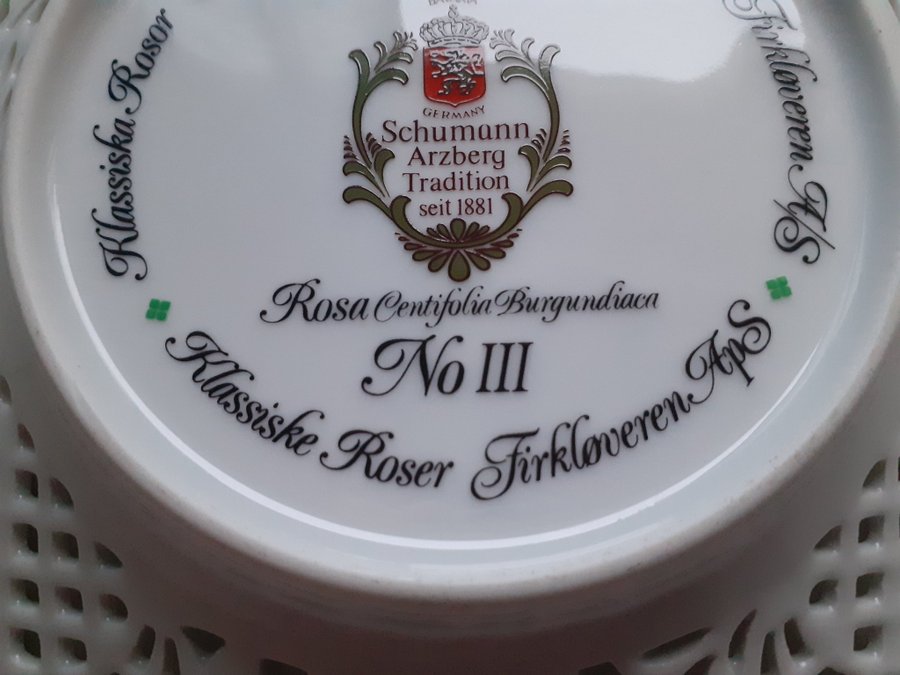 GERMANY
Schumann
Arzberg
Tradition
seit 1881
Rosa Centifolia Burgundiaca
No III
Klassiska Rosor
Firkløveren A/S
Klassiske Roser Firkløveren ApS